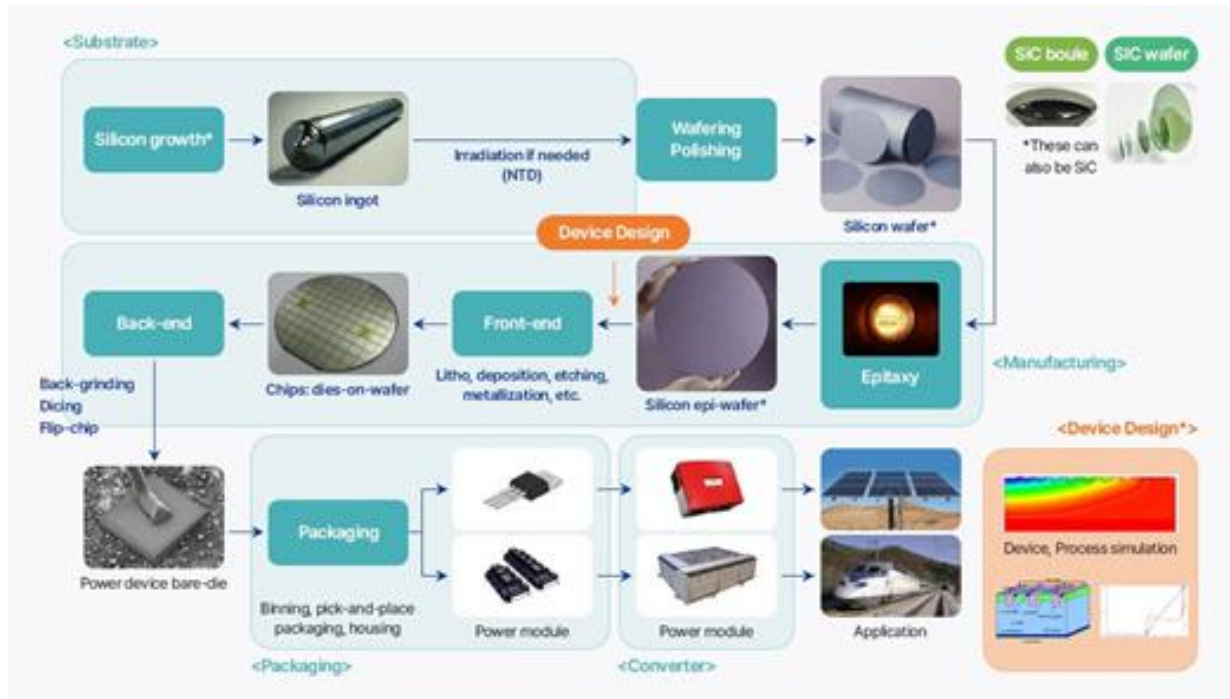 <Substrate>
SiC boule
SIC wafer
Silicon growth*
Wafering
Polishing
Irradiation if needed
(NTD)
*These can
also be SiC
Silicon ingot
Silicon wafer*
Device Design
Back-end
Front-end
Epitaxy
<Manufacturing>
Chips: dies-on-wafer
Litho, deposition, etching,
metallization, etc.
Silicon epi-wafer*
Back-grinding
Dicing
Flip-chip
<Device Design*>
Packaging
Device, Process simulation
Power device bare-die
Binning, pick-and-place
packaging, housing
Power module
Power module
Application
<Packaging>
<Converter>